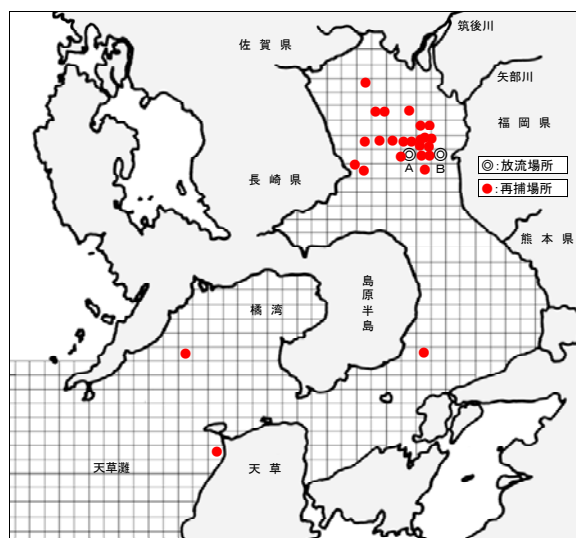 筑後川
佐賀県
矢部川
福岡県
◎:放流場所
A
B
●:再捕場所
長崎県
熊本県
島原半島
橘湾
天草灘
天草